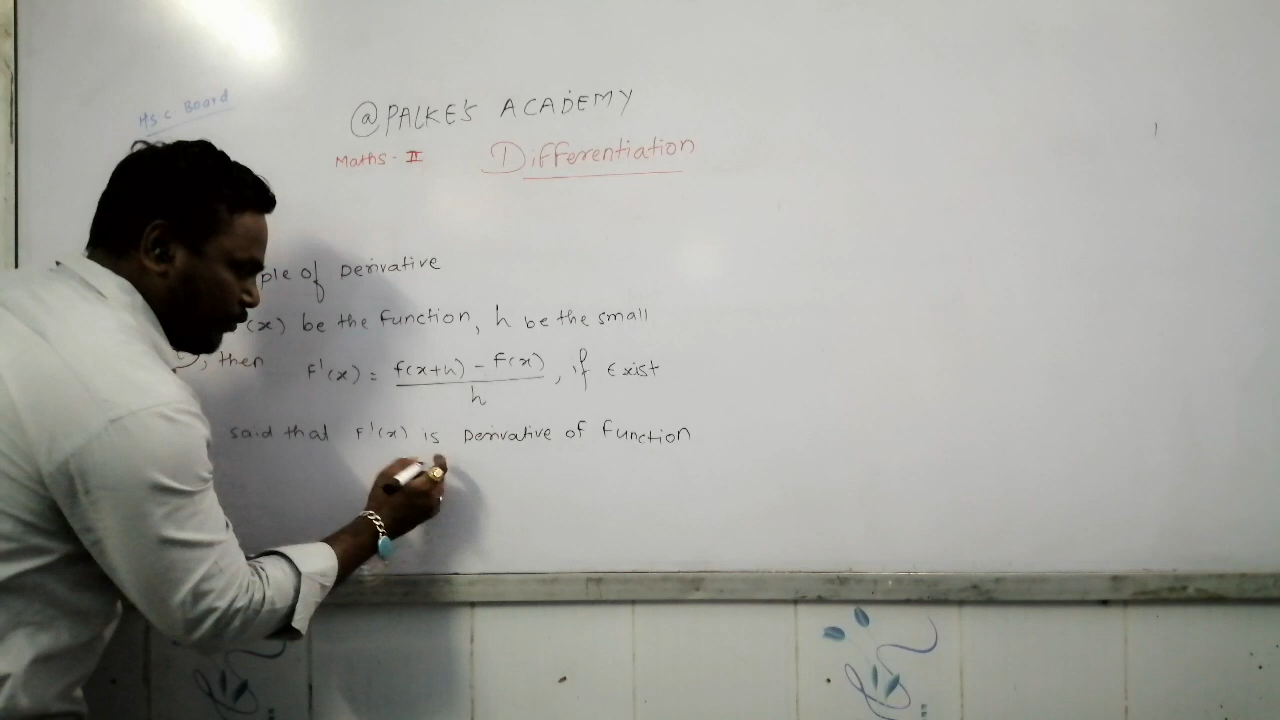 HSC Board
@PALKE'S ACADEMY
Maths - II Differentiation
ple of Derivative
(x) be the function, h be the small
, then F'(x) = f(x+h) - F(x) / h , if Exist
said that F'(x) is Derivative of function